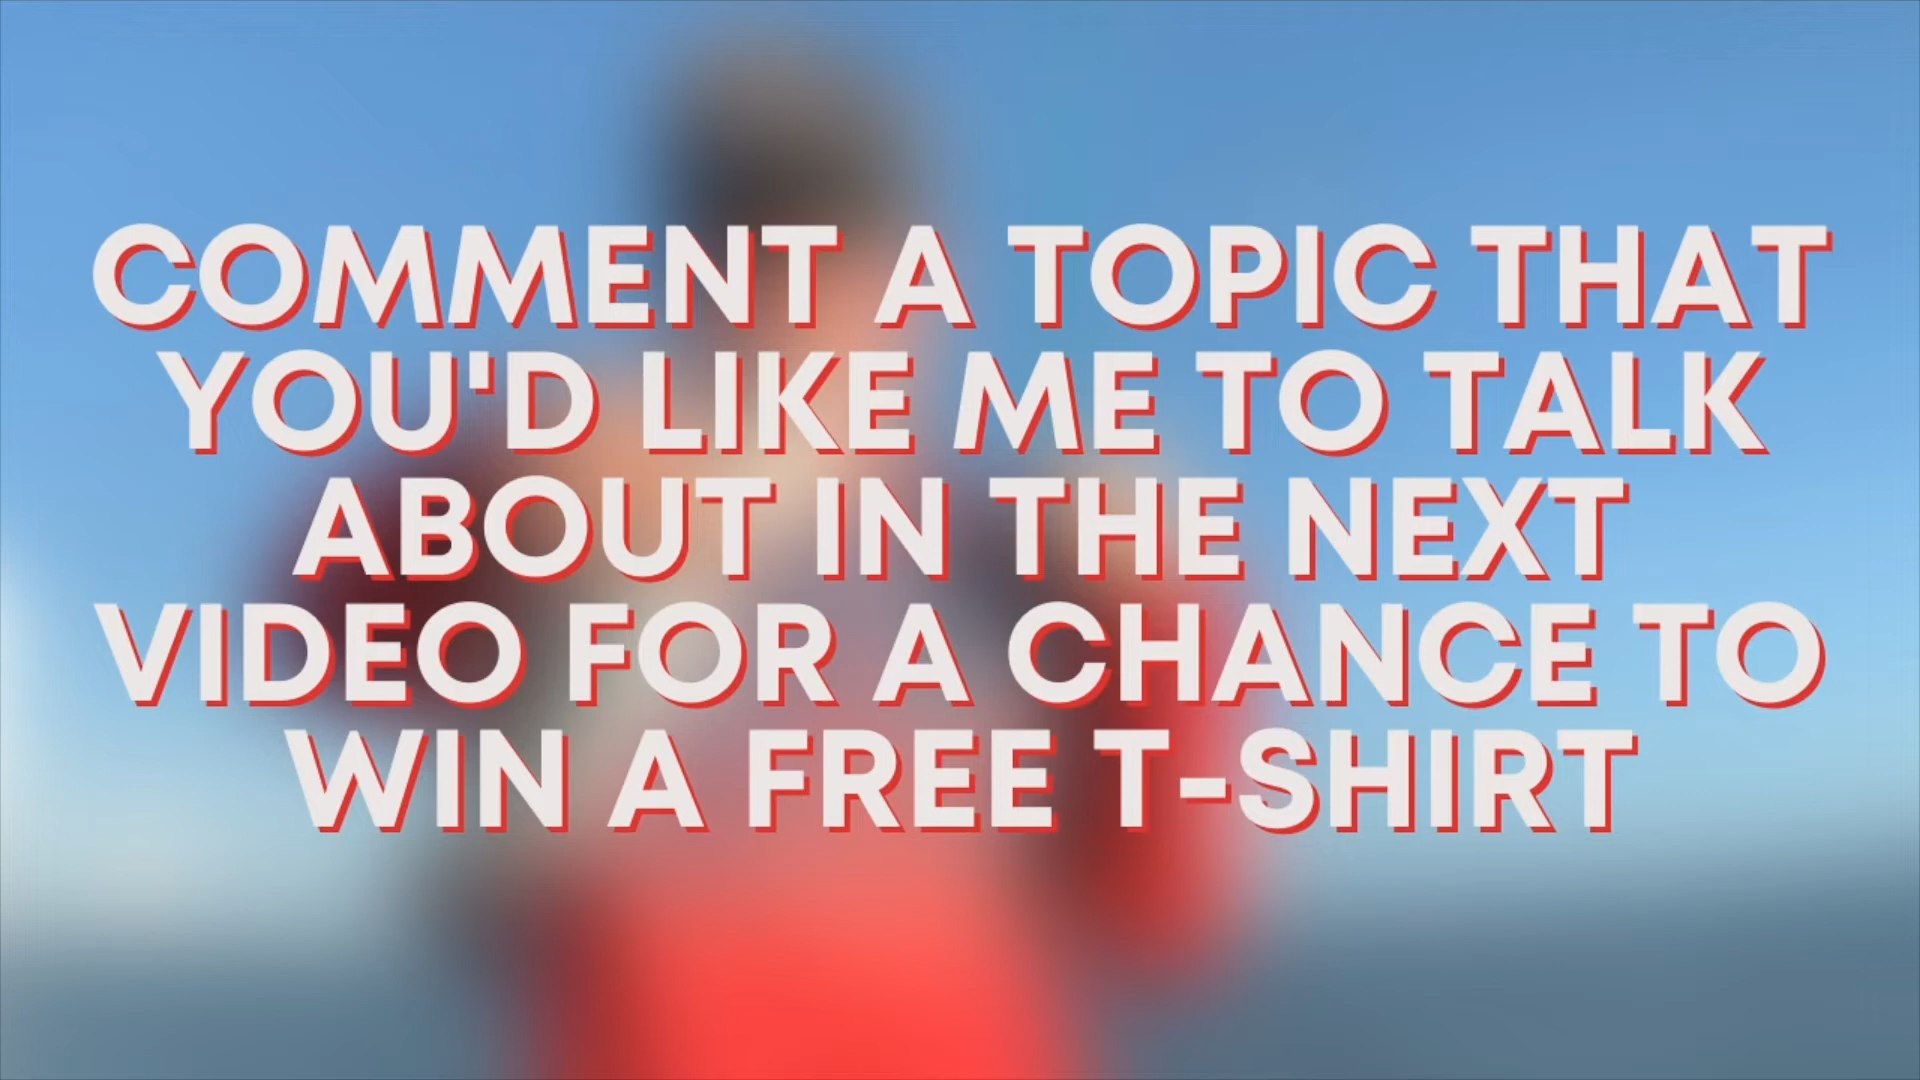 COMMENT A TOPIC THAT
YOU'D LIKE ME TO TALK
ABOUT IN THE NEXT
VIDEO FOR A CHANCE TO
WIN A FREE T-SHIRT